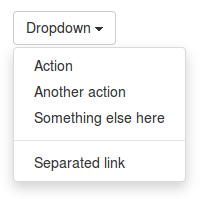 Dropdown
Action
Another action
Something else here
Separated link